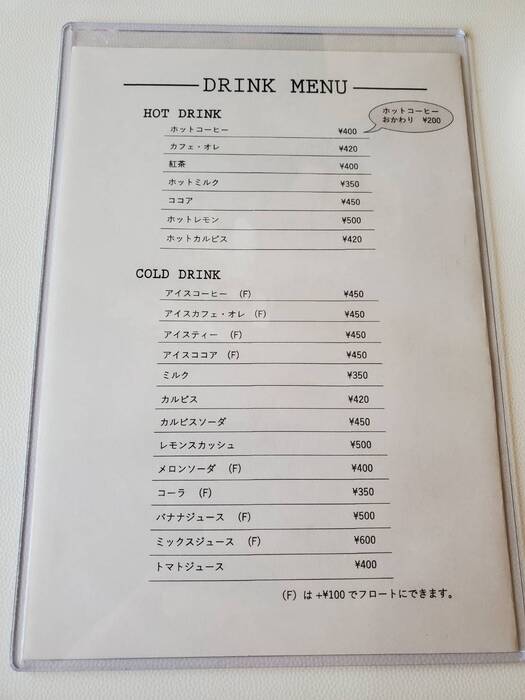 DRINK MENU
HOT DRINK
ホットコーヒー ¥400
ホットコーヒー
おかわり ¥200
カフェ・オレ ¥420
紅茶 ¥400
ホットミルク ¥350
ココア ¥450
ホットレモン ¥500
ホットカルピス ¥420
COLD DRINK
アイスコーヒー (F) ¥450
アイスカフェ・オレ (F) ¥450
アイスティー (F) ¥450
アイスココア (F) ¥450
ミルク ¥350
カルピス ¥420
カルピスソーダ ¥450
レモンスカッシュ ¥500
メロンソーダ (F) ¥400
コーラ (F) ¥350
バナナジュース (F) ¥500
ミックスジュース (F) ¥600
トマトジュース ¥400
(F) は +¥100 でフロートにできます。